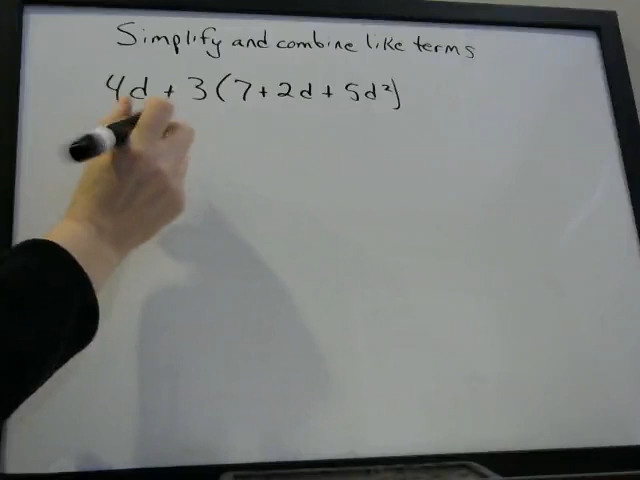 Simplify and combine like terms
4d + 3(7+2d+5d²)